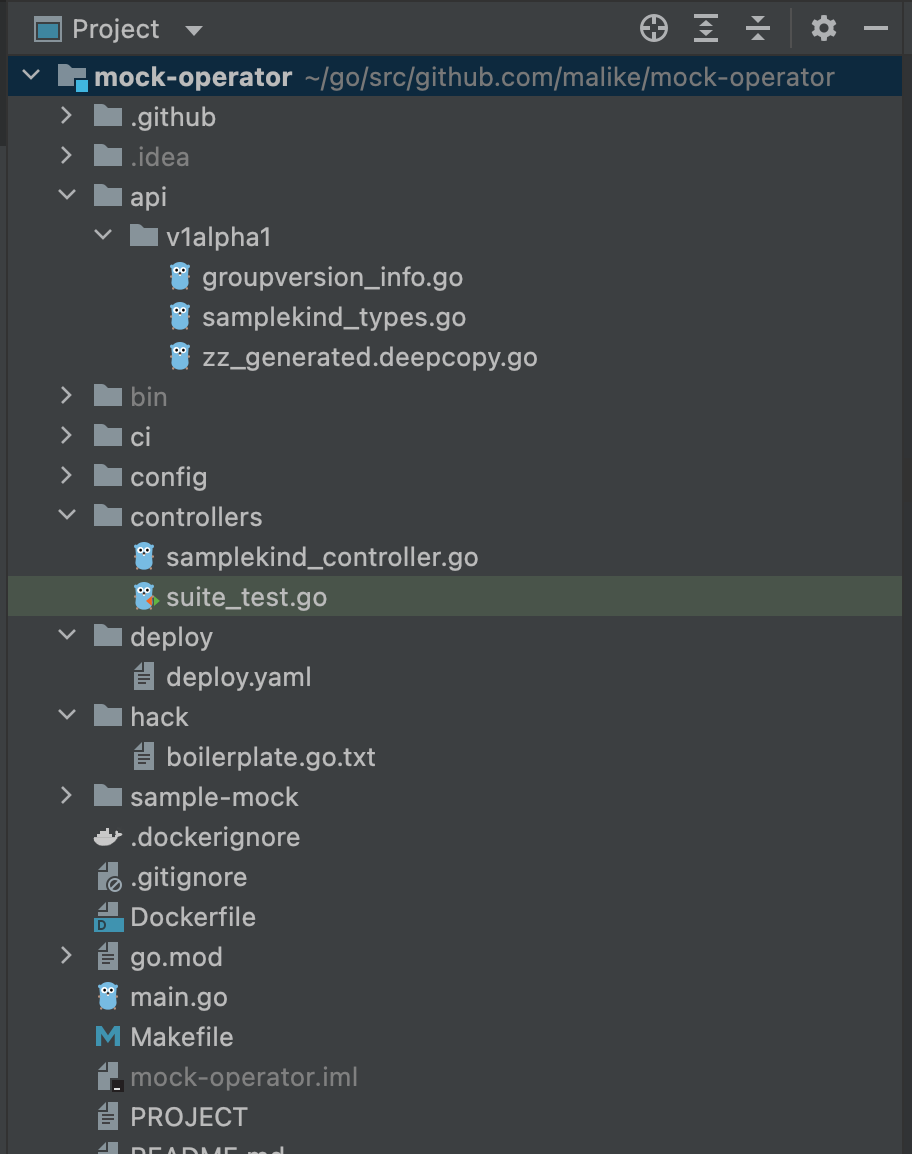 Project
mock-operator ~/go/src/github.com/malike/mock-operator
.github
.idea
api
v1alpha1
groupversion_info.go
samplekind_types.go
zz_generated.deepcopy.go
bin
ci
config
controllers
samplekind_controller.go
suite_test.go
deploy
deploy.yaml
hack
boilerplate.go.txt
sample-mock
.dockerignore
.gitignore
D Dockerfile
go.mod
main.go
M Makefile
mock-operator.iml
PROJECT
README.md